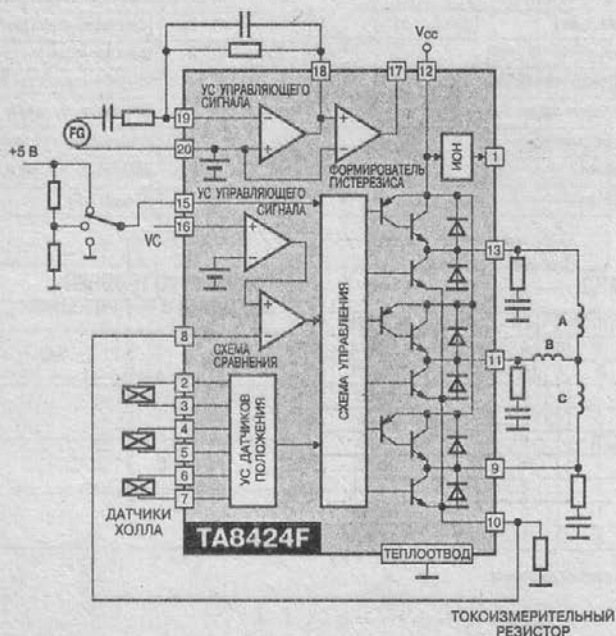 Vcc
18
17
12
УС УПРАВЛЯЮЩЕГО
СИГНАЛА
19
FG
20
+5 В
ИОН
1
ФОРМИРОВАТЕЛЬ
ГИСТЕРЕЗИСА
15
УС УПРАВЛЯЮЩЕГО
СИГНАЛА
VC
16
13
A
B
11
C
8
СХЕМА
СРАВНЕНИЯ
СХЕМА УПРАВЛЕНИЯ
2
3
4
5
6
7
УС ДАТЧИКОВ
ПОЛОЖЕНИЯ
9
10
ДАТЧИКИ
ХОЛЛА
TA8424F
ТЕПЛООТВОД
ТОКОИЗМЕРИТЕЛЬНЫЙ
РЕЗИСТОР